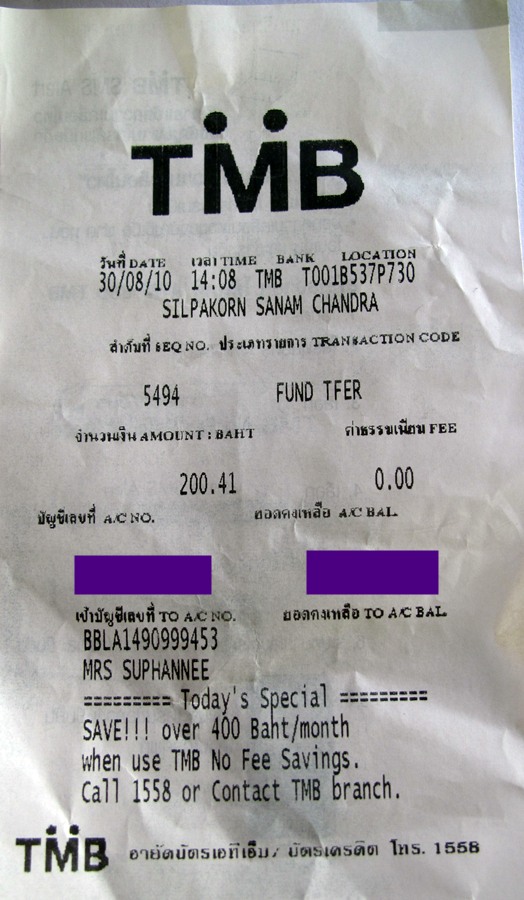 TMB
วันที่ DATE เวลา TIME BANK LOCATION
30/08/10 14:08 TMB T001B537P730
SILPAKORN SANAM CHANDRA
ลำดับที่ SEQ NO. ประเภทรายการ TRANSACTION CODE
5494 FUND TFER
จำนวนเงิน AMOUNT : BAHT ค่าธรรมเนียม FEE
200.41 0.00
บัญชีเลขที่ A/C NO. ยอดคงเหลือ A/C BAL.
เข้าบัญชีเลขที่ TO A/C NO. ยอดคงเหลือ TO A/C BAL.
BBLA1490999453
MRS SUPHANNEE
========= Today's Special =========
SAVE!!! over 400 Baht/month
when use TMB No Fee Savings.
Call 1558 or Contact TMB branch.
TMB อายัดบัตรเอทีเอ็ม/ บัตรเครดิต โทร. 1558